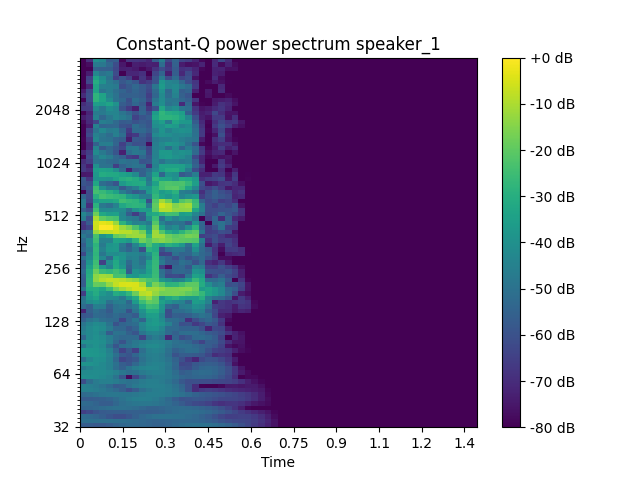 Constant-Q power spectrum speaker_1
Hz
2048
1024
512
256
128
64
32
0 0.15 0.3 0.45 0.6 0.75 0.9 1.1 1.2 1.4
Time
+0 dB
-10 dB
-20 dB
-30 dB
-40 dB
-50 dB
-60 dB
-70 dB
-80 dB